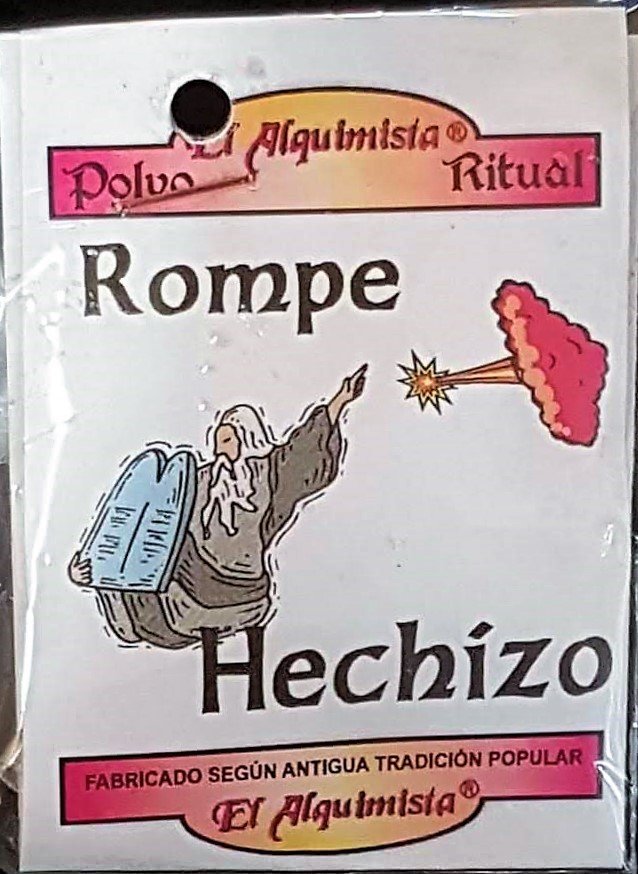 El Alquimista®
Polvo Ritual
Rompe
Hechizo
FABRICADO SEGÚN ANTIGUA TRADICIÓN POPULAR
El Alquimista®